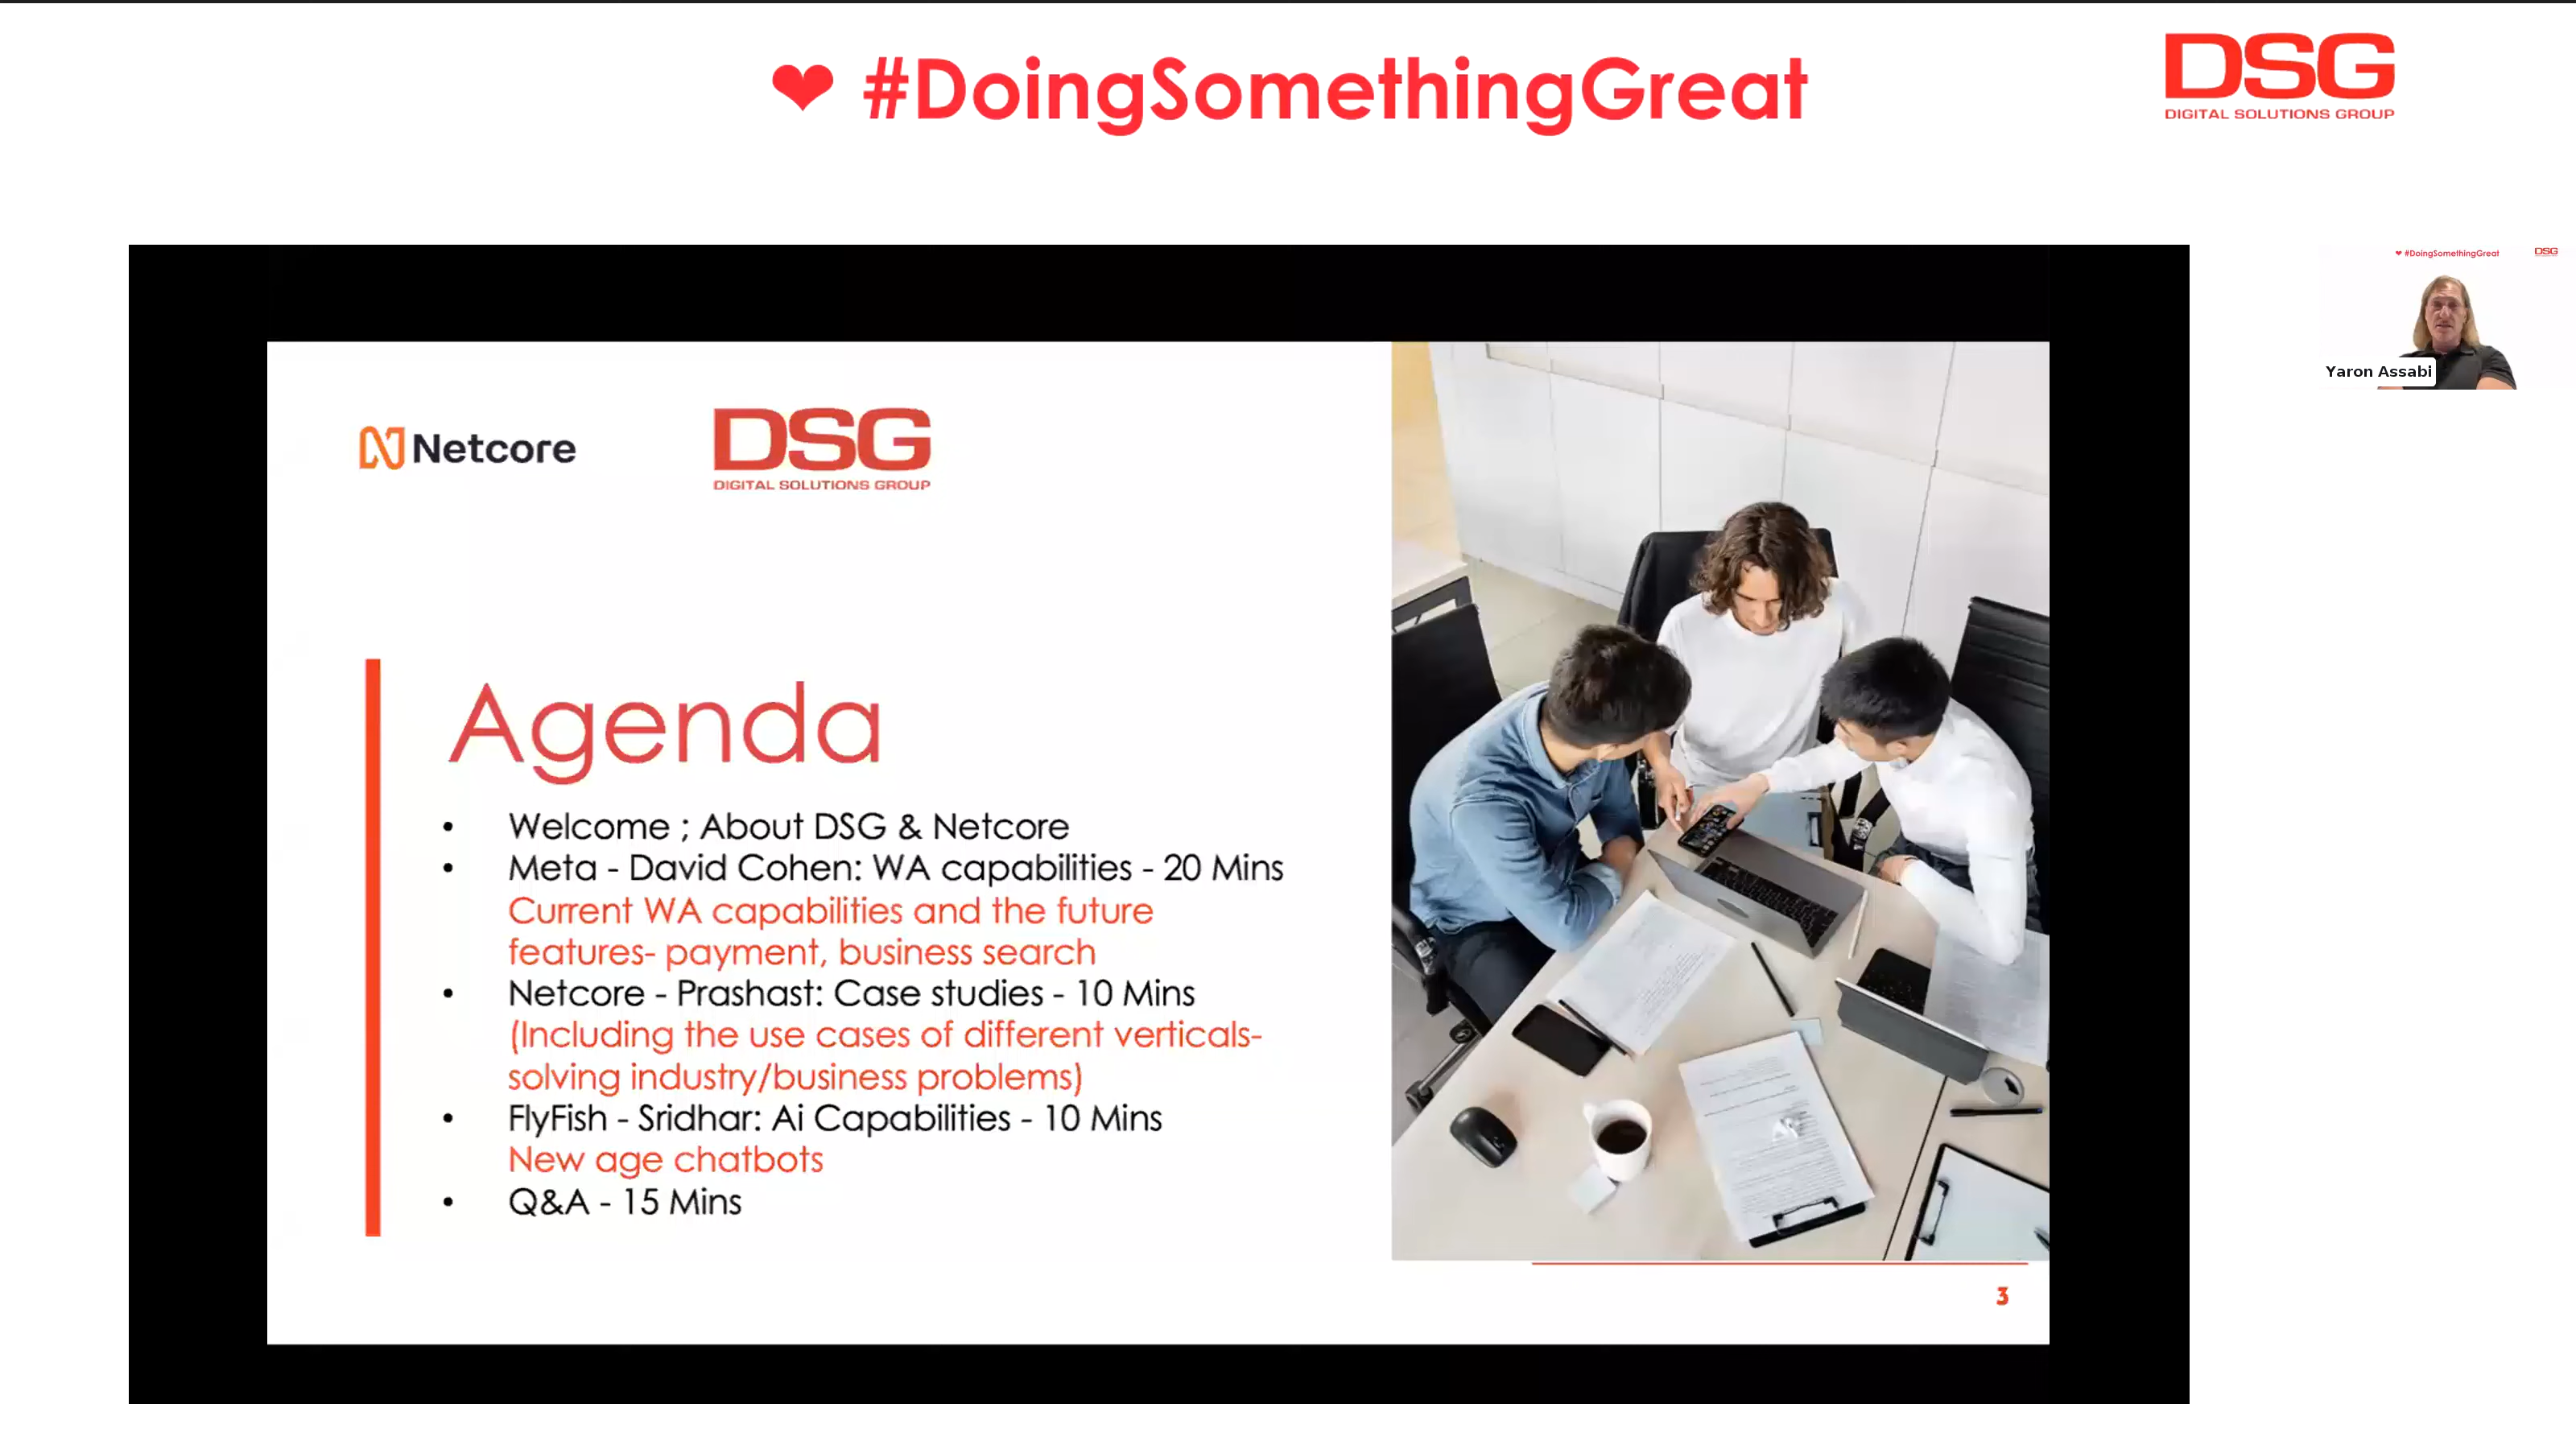 ❤ #DoingSomethingGreat
DSG
DIGITAL SOLUTIONS GROUP
❤ #DoingSomethingGreat
DSG
Yaron Assabi
Netcore
DSG
DIGITAL SOLUTIONS GROUP
Agenda
• Welcome ; About DSG & Netcore
• Meta - David Cohen: WA capabilities - 20 Mins
Current WA capabilities and the future
features- payment, business search
• Netcore - Prashast: Case studies - 10 Mins
(Including the use cases of different verticals-
solving industry/business problems)
• FlyFish - Sridhar: Ai Capabilities - 10 Mins
New age chatbots
• Q&A - 15 Mins
3